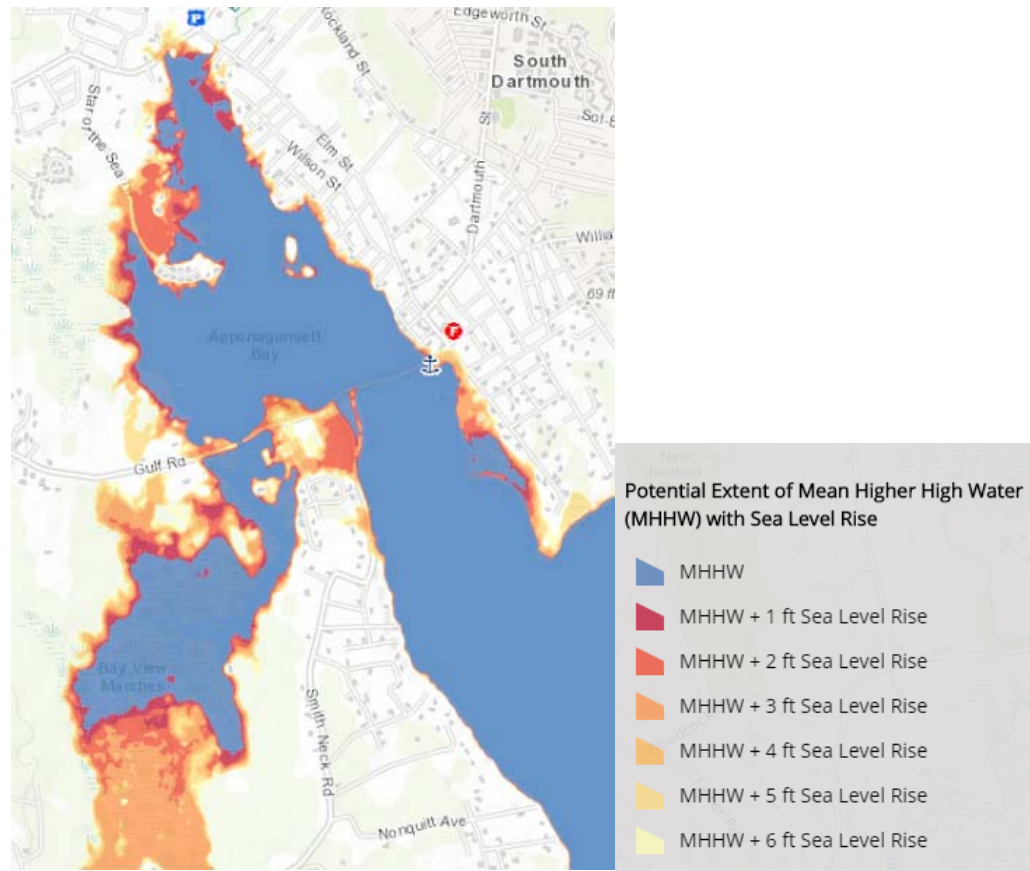 Edgeworth St
Rockland St
South
Dartmouth
Star of the Sea
Elm St
Wilson St
Dartmouth
St
69 ft
Apponagansett
Bay
F
Gulf Rd
Bay View
Marshes
Smith Neck Rd
Nonquitt Ave
New
Bedford
Potential Extent of Mean Higher High Water
(MHHW) with Sea Level Rise
MHHW
MHHW + 1 ft Sea Level Rise
MHHW + 2 ft Sea Level Rise
MHHW + 3 ft Sea Level Rise
MHHW + 4 ft Sea Level Rise
MHHW + 5 ft Sea Level Rise
MHHW + 6 ft Sea Level Rise